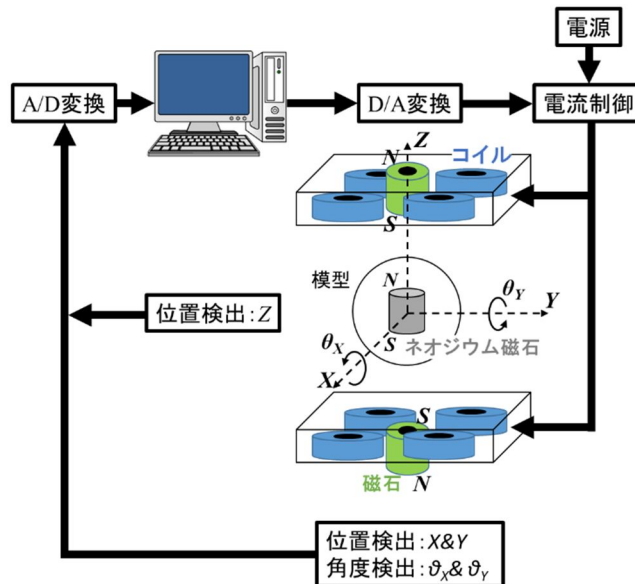 電源
A/D変換
D/A変換
電流制御
Z
N
コイル
S
模型
N
θY
Y
位置検出：Z
S
ネオジウム磁石
θX
X
S
磁石
N
位置検出：X&Y
角度検出：ϑX&ϑY